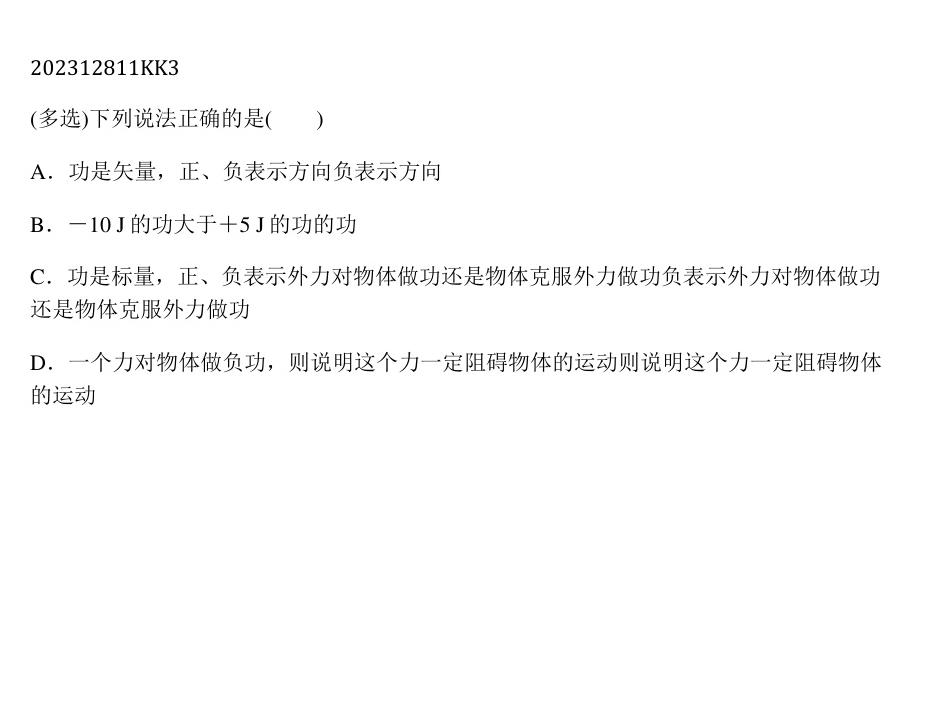 202312811KK3
(多选)下列说法正确的是(　　)
A．功是矢量，正、负表示方向负表示方向
B．－10 J 的功大于＋5 J 的功的功
C．功是标量，正、负表示外力对物体做功还是物体克服外力做功负表示外力对物体做功
还是物体克服外力做功
D．一个力对物体做负功，则说明这个力一定阻碍物体的运动则说明这个力一定阻碍物体
的运动